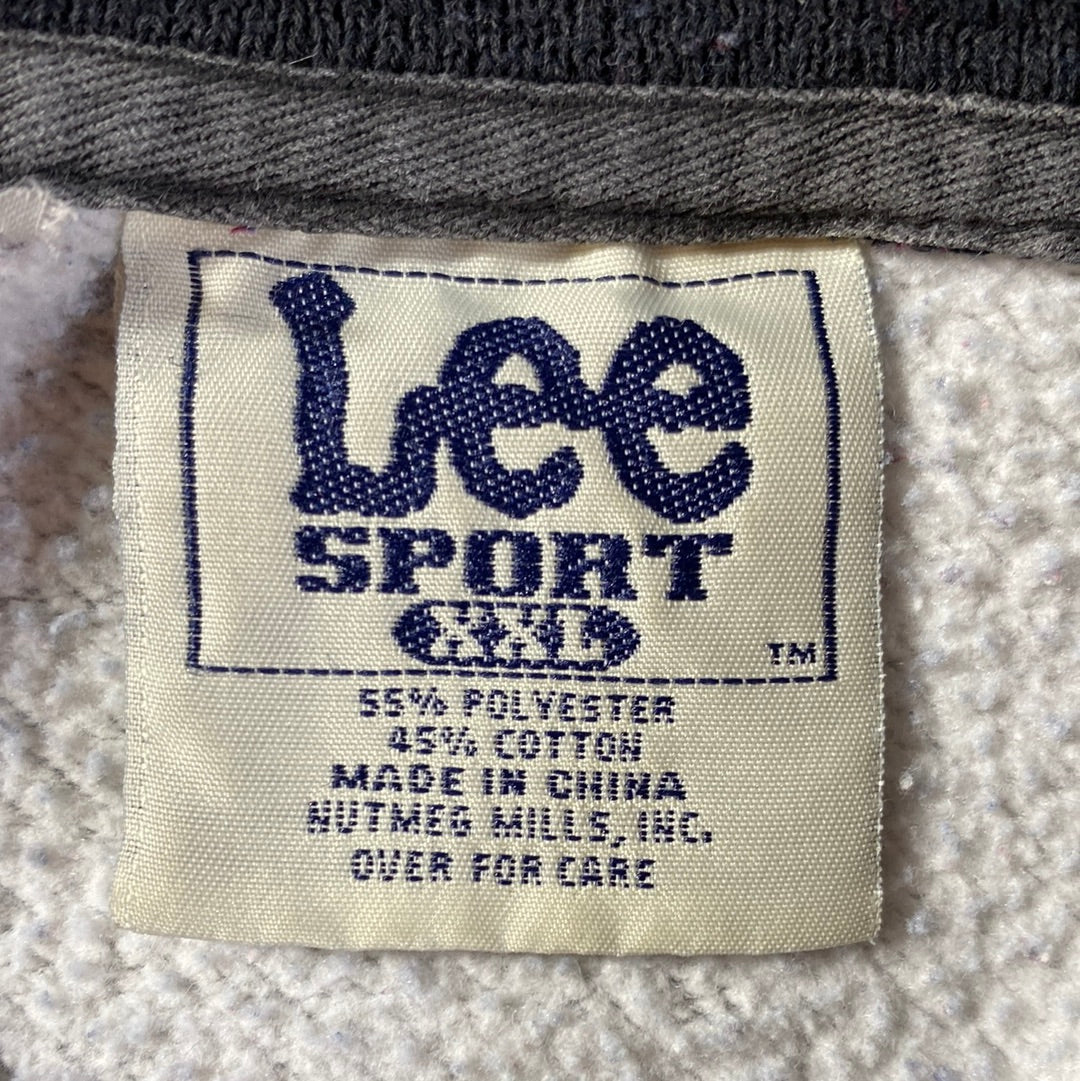 Lee
SPORT
XXL
TM
55% POLYESTER
45% COTTON
MADE IN CHINA
NUTMEG MILLS, INC.
OVER FOR CARE